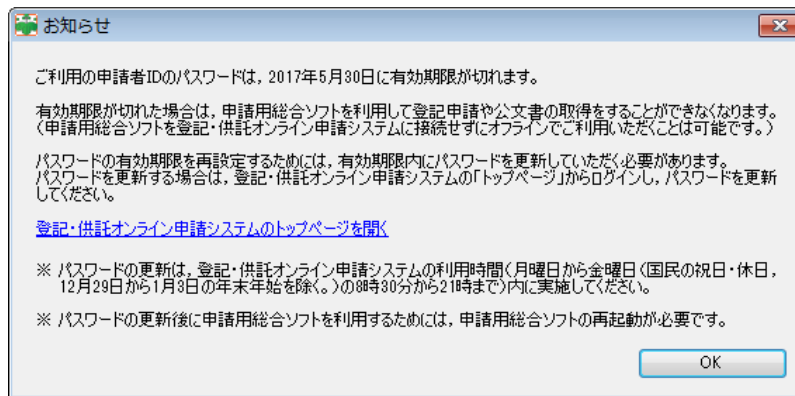 お知らせ
ご利用の申請者IDのパスワードは，2017年5月30日に有効期限が切れます。
有効期限が切れた場合は，申請用総合ソフトを利用して登記申請や公文書の取得をすることができなくなります。
（申請用総合ソフトを登記・供託オンライン申請システムに接続せずにオフラインでご利用いただくことは可能です。）
パスワードの有効期限を再設定するためには，有効期限内にパスワードを更新していただく必要があります。
パスワードを更新する場合は，登記・供託オンライン申請システムの「トップページ」からログインし，パスワードを更新
してください。
登記・供託オンライン申請システムのトップページを開く
※ パスワードの更新は，登記・供託オンライン申請システムの利用時間（月曜日から金曜日（国民の祝日・休日，
12月29日から1月3日の年末年始を除く。）の8時30分から21時まで）内に実施してください。
※ パスワードの更新後に申請用総合ソフトを利用するためには，申請用総合ソフトの再起動が必要です。
OK